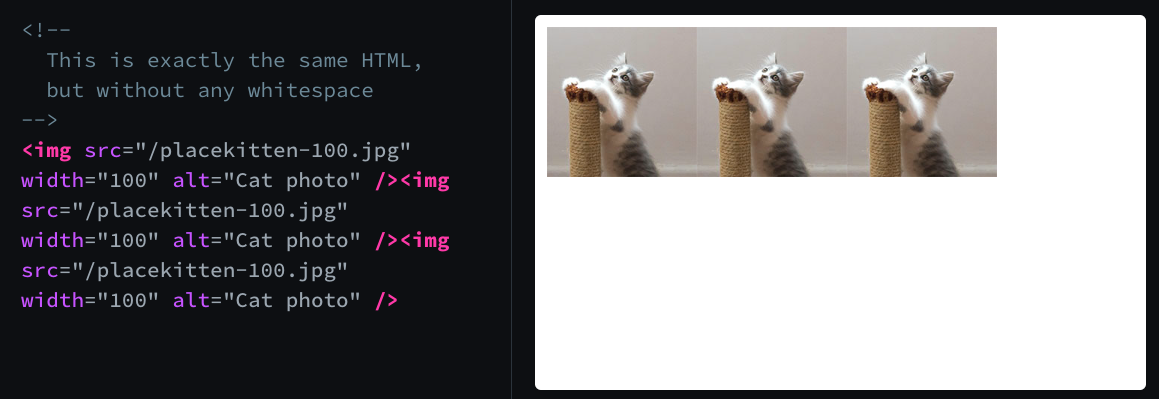 <!--
  This is exactly the same HTML,
  but without any whitespace
-->
<img src="/placekitten-100.jpg"
width="100" alt="Cat photo" /><img
src="/placekitten-100.jpg"
width="100" alt="Cat photo" /><img
src="/placekitten-100.jpg"
width="100" alt="Cat photo" />